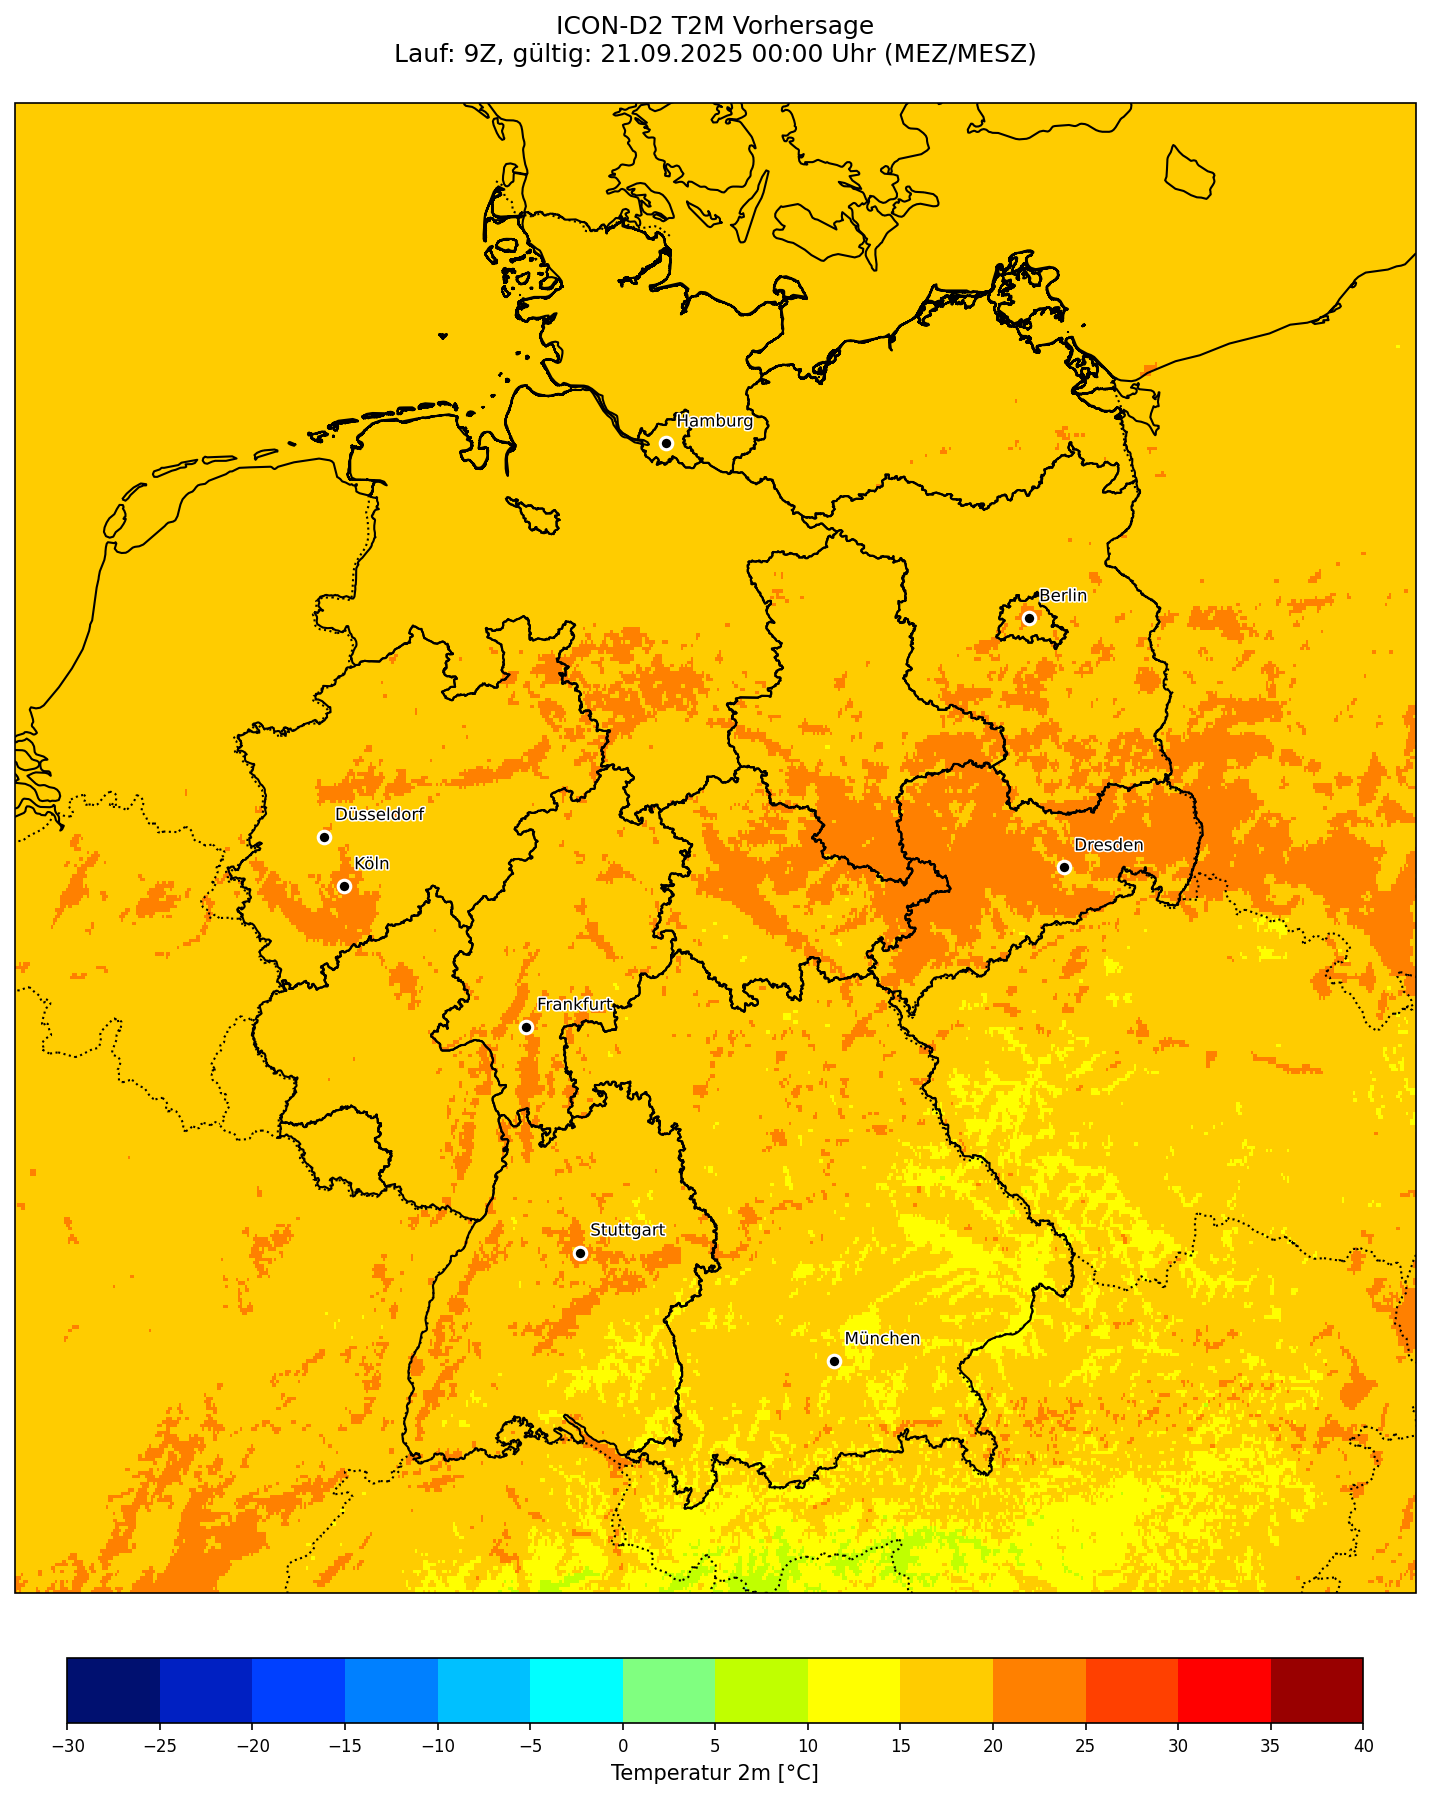 ICON-D2 T2M Vorhersage
Lauf: 9Z, gültig: 21.09.2025 00:00 Uhr (MEZ/MESZ)
Hamburg
Berlin
Düsseldorf
Dresden
Köln
Frankfurt
Stuttgart
München
−30 −25 −20 −15 −10 −5 0 5 10 15 20 25 30 35 40
Temperatur 2m [°C]